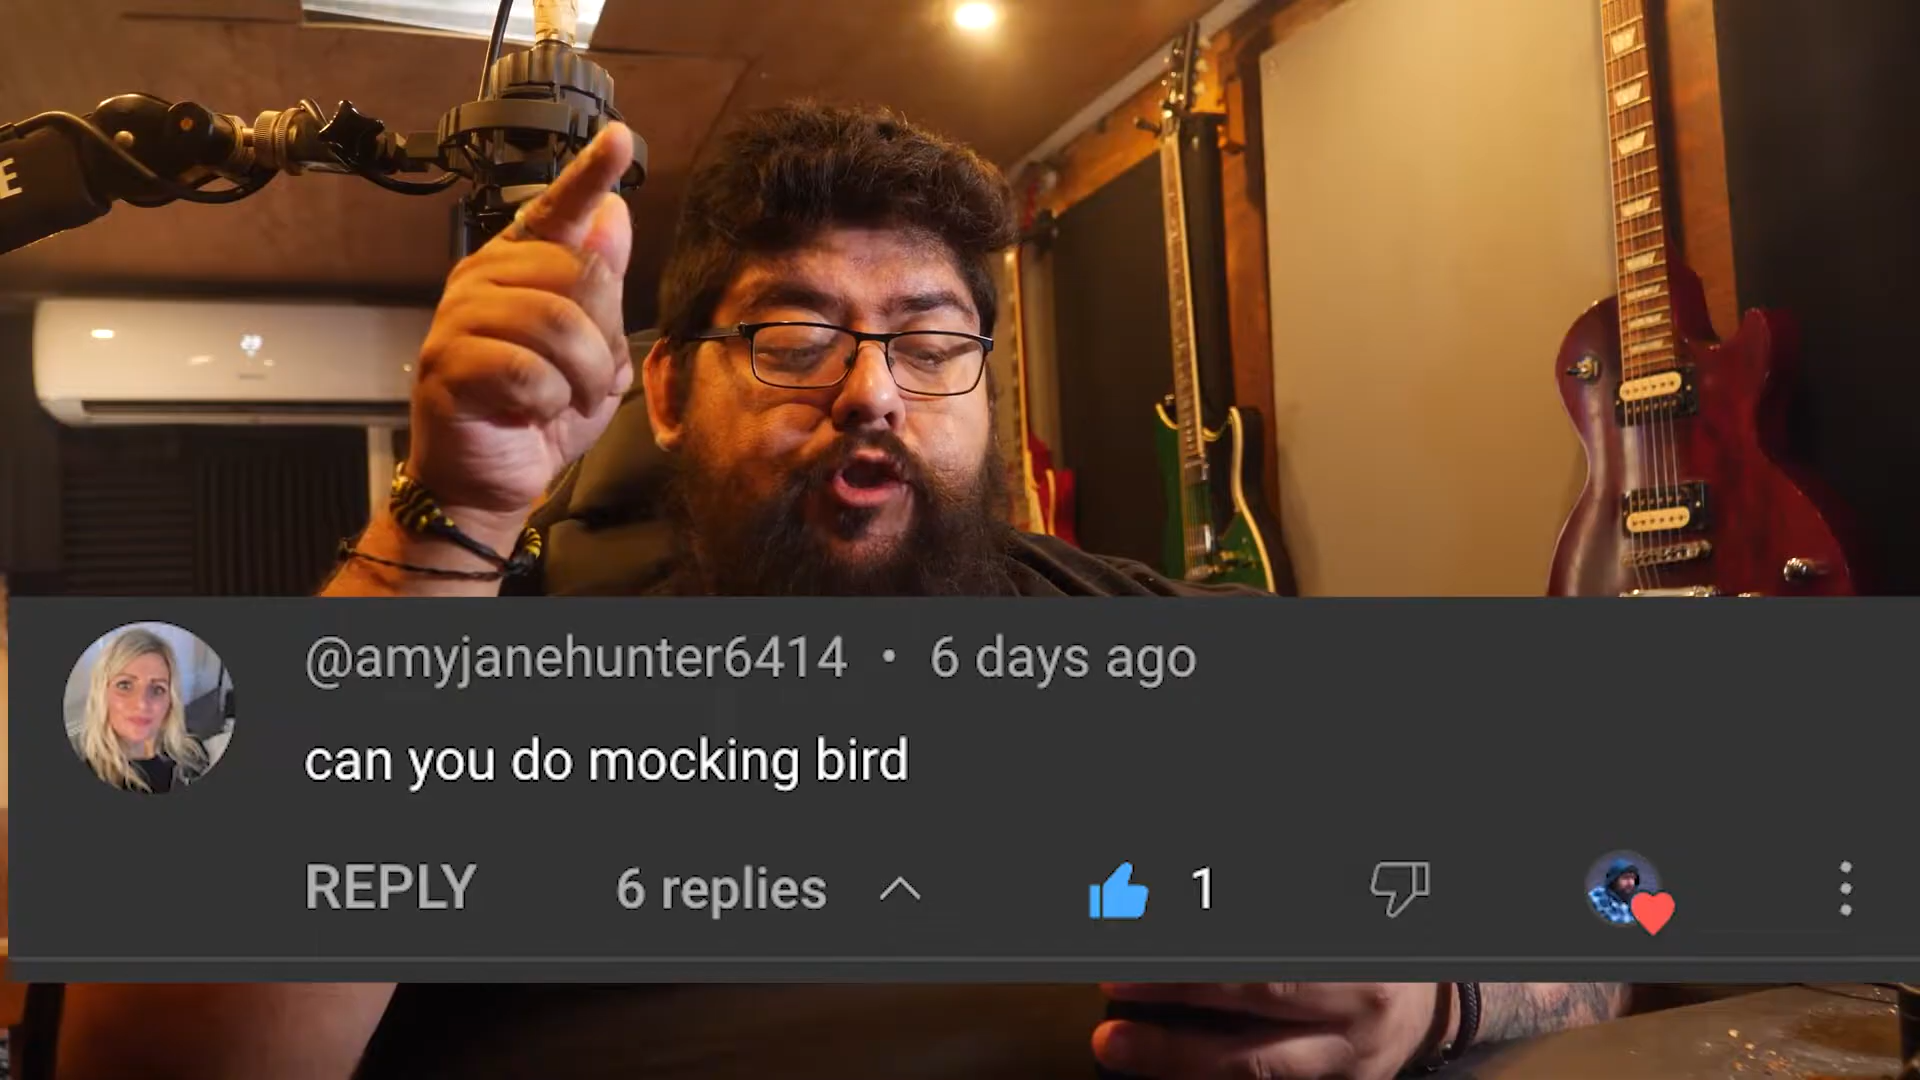 E
@amyjanehunter6414 • 6 days ago
can you do mocking bird
REPLY 6 replies 1